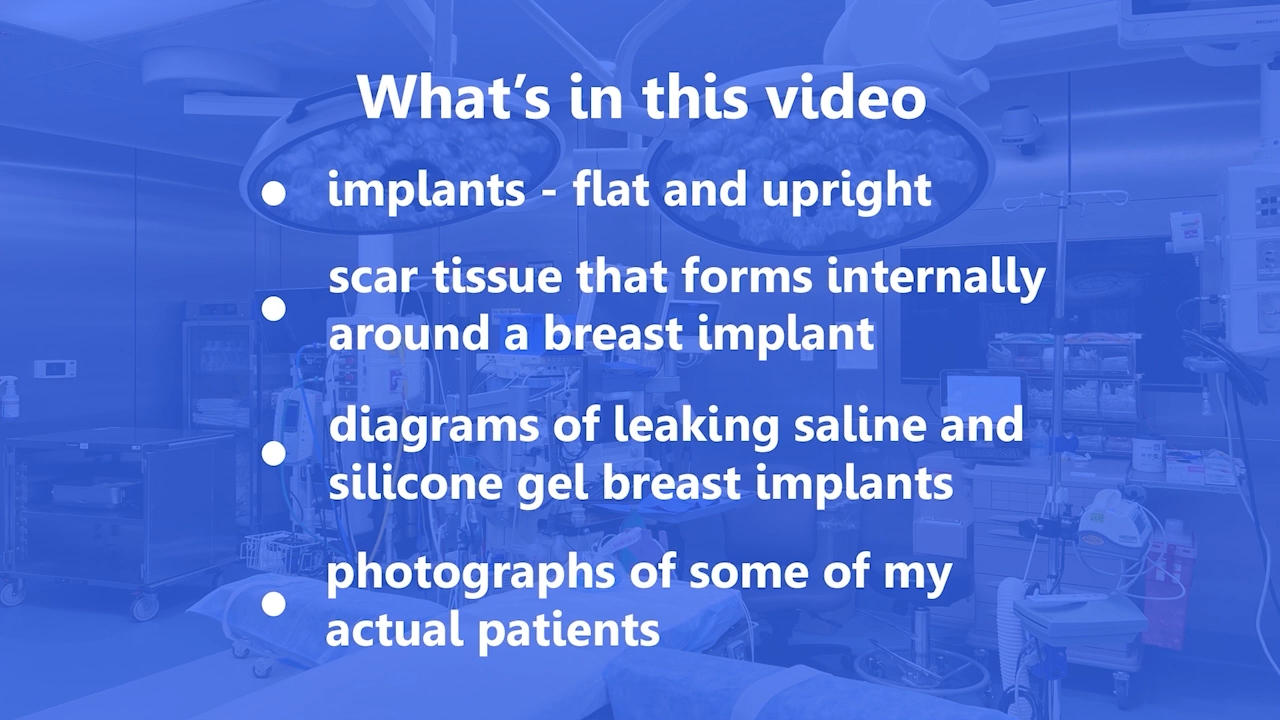 What's in this video
● implants - flat and upright
● scar tissue that forms internally
around a breast implant
● diagrams of leaking saline and
silicone gel breast implants
● photographs of some of my
actual patients